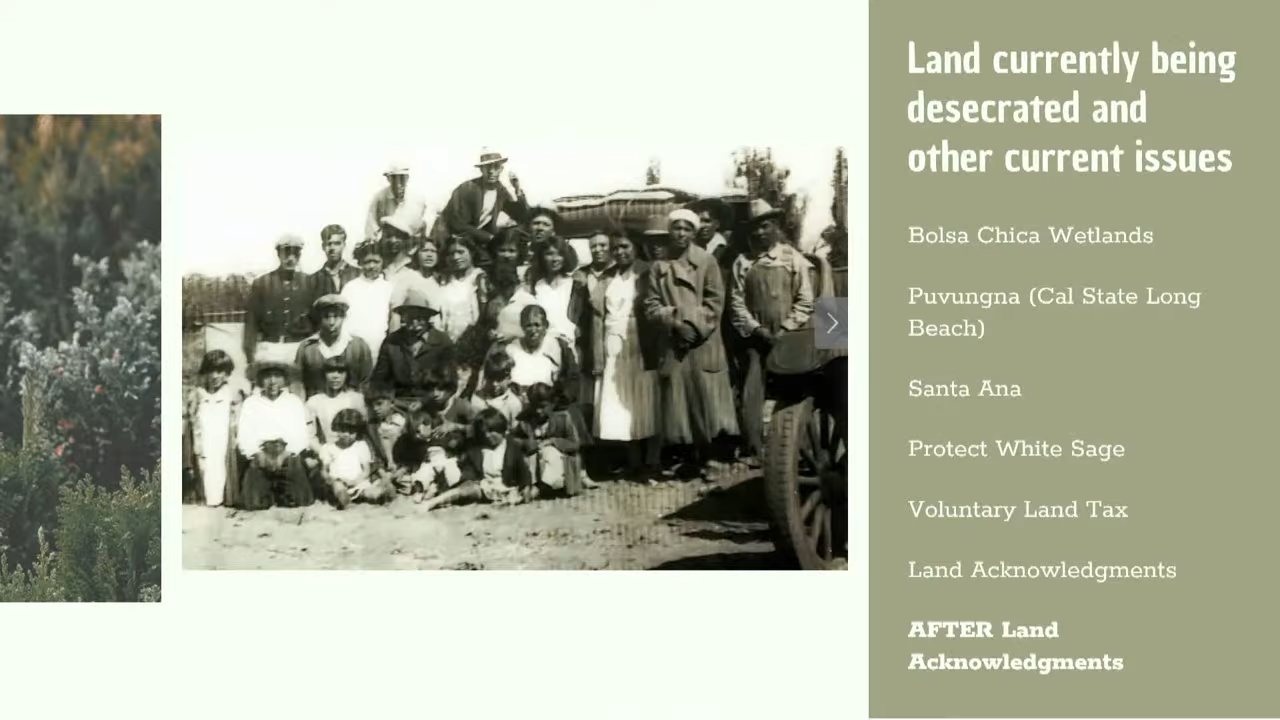 Land currently being
desecrated and
other current issues
Bolsa Chica Wetlands
Puvungna (Cal State Long
Beach)
Santa Ana
Protect White Sage
Voluntary Land Tax
Land Acknowledgments
AFTER Land
Acknowledgments